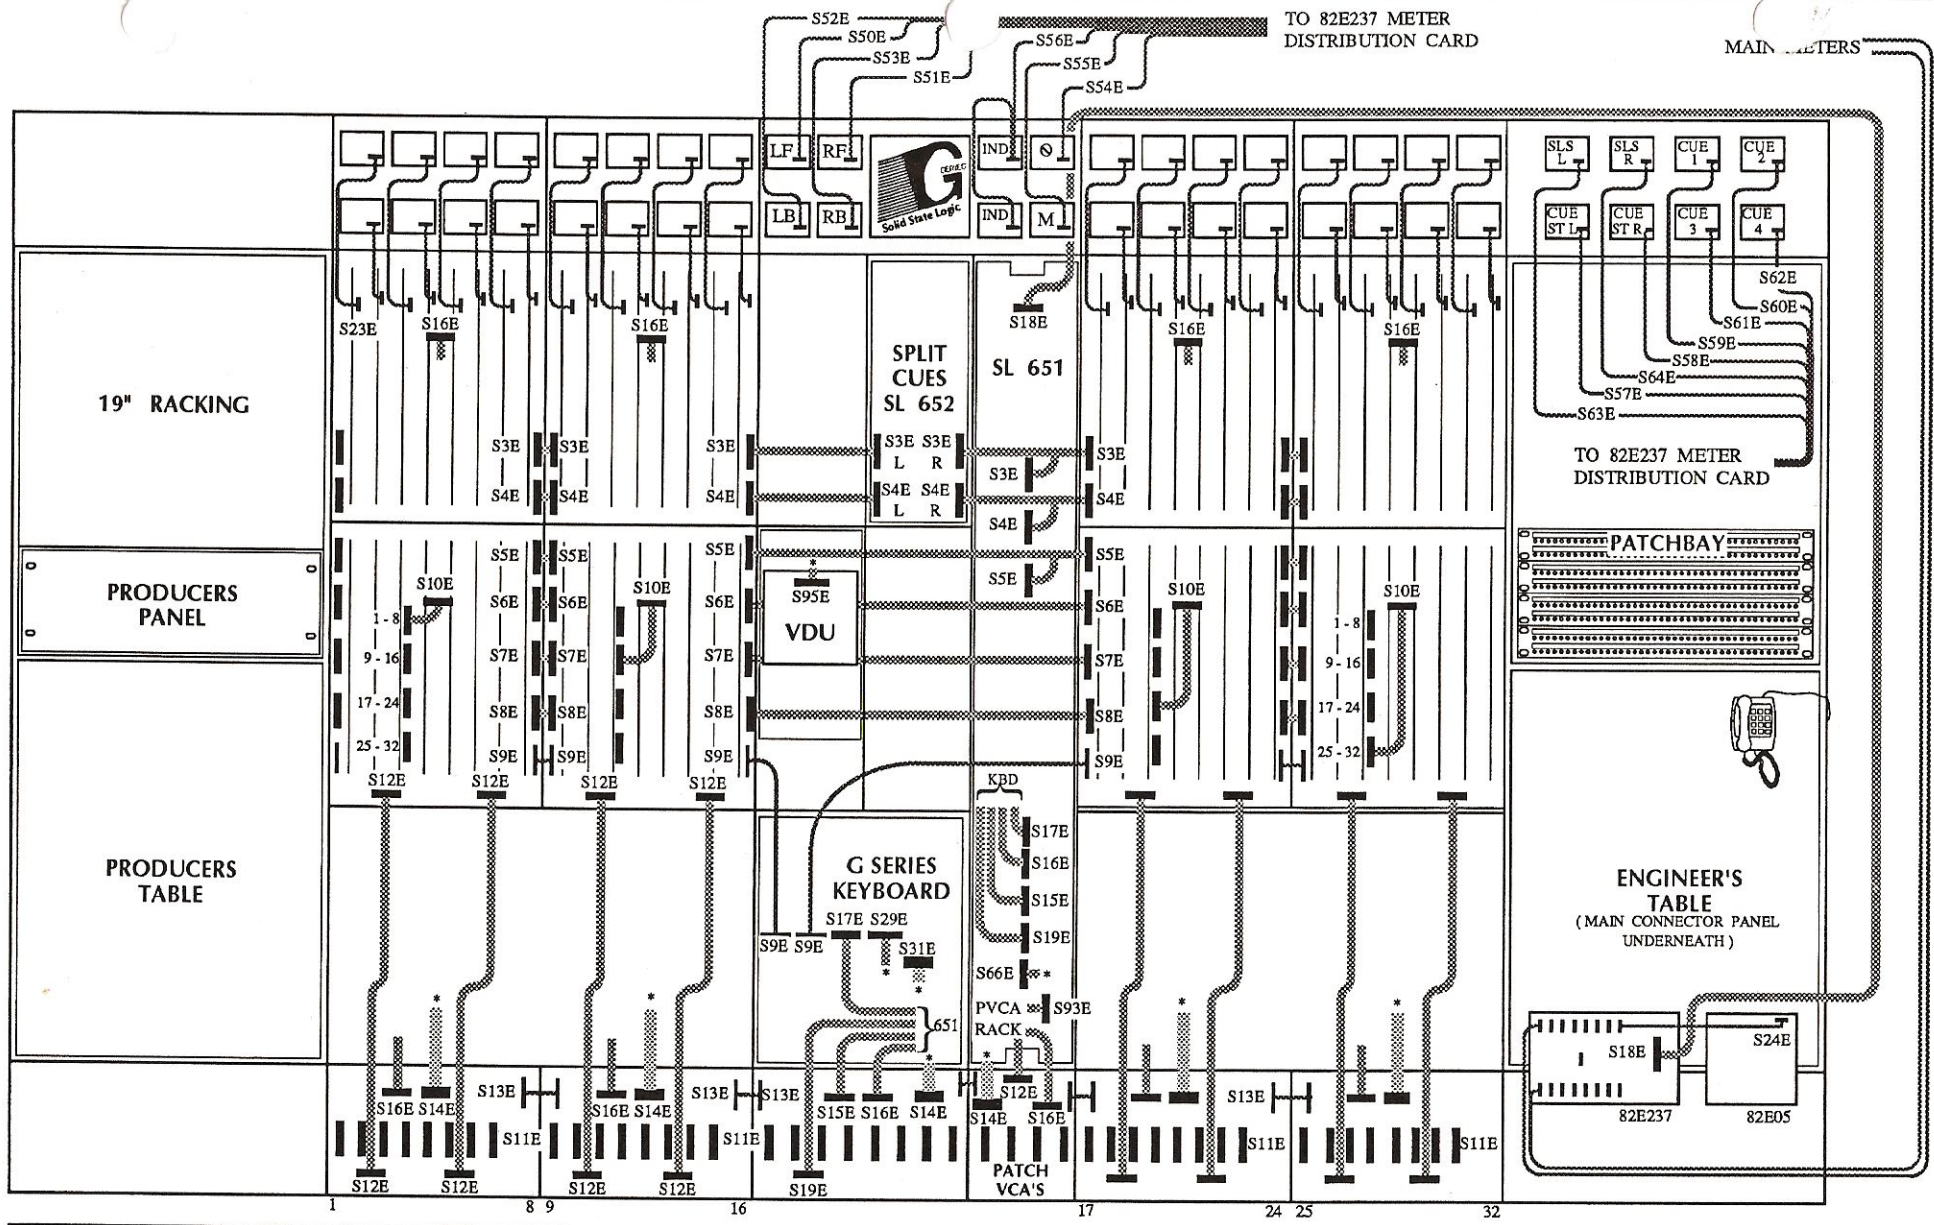 S52E
S50E
S53E
S51E
S56E
S55E
S54E
TO 82E237 METER
DISTRIBUTION CARD
LF
RF
LB
RB
G
SERIES
Solid State Logic
IND
IND
M
SLS
L
SLS
R
CUE
1
CUE
2
CUE
ST L
CUE
ST R
CUE
3
CUE
4
S62E
S60E
S61E
S59E
S58E
S64E
S57E
S63E
TO 82E237 METER
DISTRIBUTION CARD
S23E
S16E
S16E
S18E
S16E
S16E
19" RACKING
SPLIT
CUES
SL 652
SL 651
S3E
S3E
S3E
S3E S3E
L R
S3E
S3E
S4E
S4E
S4E
S4E S4E
L R
S4E
S4E
PRODUCERS
PANEL
S5E
S5E
S5E
S5E
S5E
S10E
S10E
S95E
VDU
S10E
S10E
S6E
S6E
S6E
S6E
1 - 8
9 - 16
17 - 24
25 - 32
S7E
S7E
S7E
S7E
S8E
S8E
S8E
S8E
S9E
S9E
S9E
S9E
1 - 8
9 - 16
17 - 24
25 - 32
PATCHBAY
S12E
S12E
S12E
S12E
KBD
S17E
S16E
S15E
S19E
S66E *
PVCA
S93E
RACK
PRODUCERS
TABLE
G SERIES
KEYBOARD
S17E
S29E
S31E
S9E
S9E
*
*
651
ENGINEER'S
TABLE
( MAIN CONNECTOR PANEL
UNDERNEATH )
S18E
S24E
82E237
82E05
S16E
S14E
S13E
S16E
S14E
S13E
S13E
S15E
S16E
S14E
S14E
S12E
S16E
S13E
S11E
S11E
S11E
S11E
S12E
S12E
S12E
S12E
S19E
PATCH
VCA'S
1
8
9
16
17
24
25
32